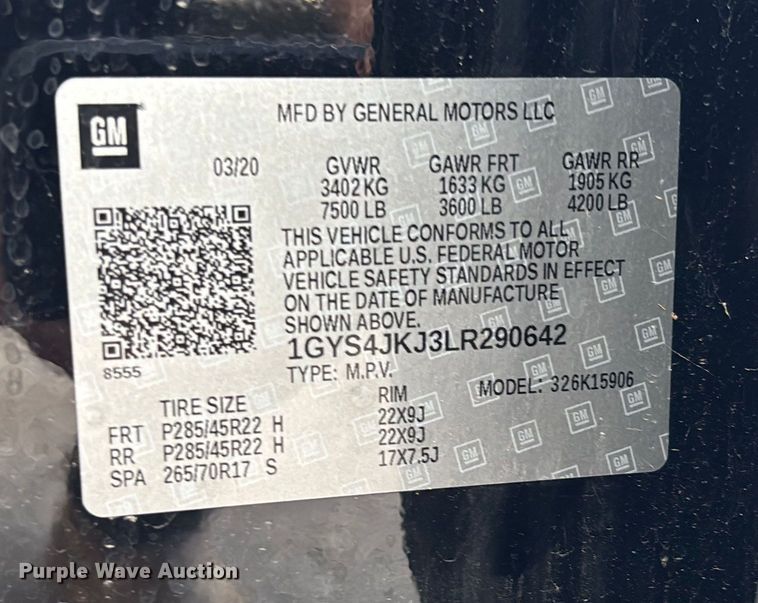 GM
MFD BY GENERAL MOTORS LLC
03/20 GVWR GAWR FRT GAWR RR
3402 KG 1633 KG 1905 KG
7500 LB 3600 LB 4200 LB
THIS VEHICLE CONFORMS TO ALL
APPLICABLE U.S. FEDERAL MOTOR
VEHICLE SAFETY STANDARDS IN EFFECT
ON THE DATE OF MANUFACTURE
SHOWN ABOVE.
1GYS4JKJ3LR290642
8555
TYPE: M.P.V. MODEL: 326K15906
TIRE SIZE RIM
FRT P285/45R22 H 22X9J
RR P285/45R22 H 22X9J
SPA 265/70R17 S 17X7.5J
Purple Wave Auction